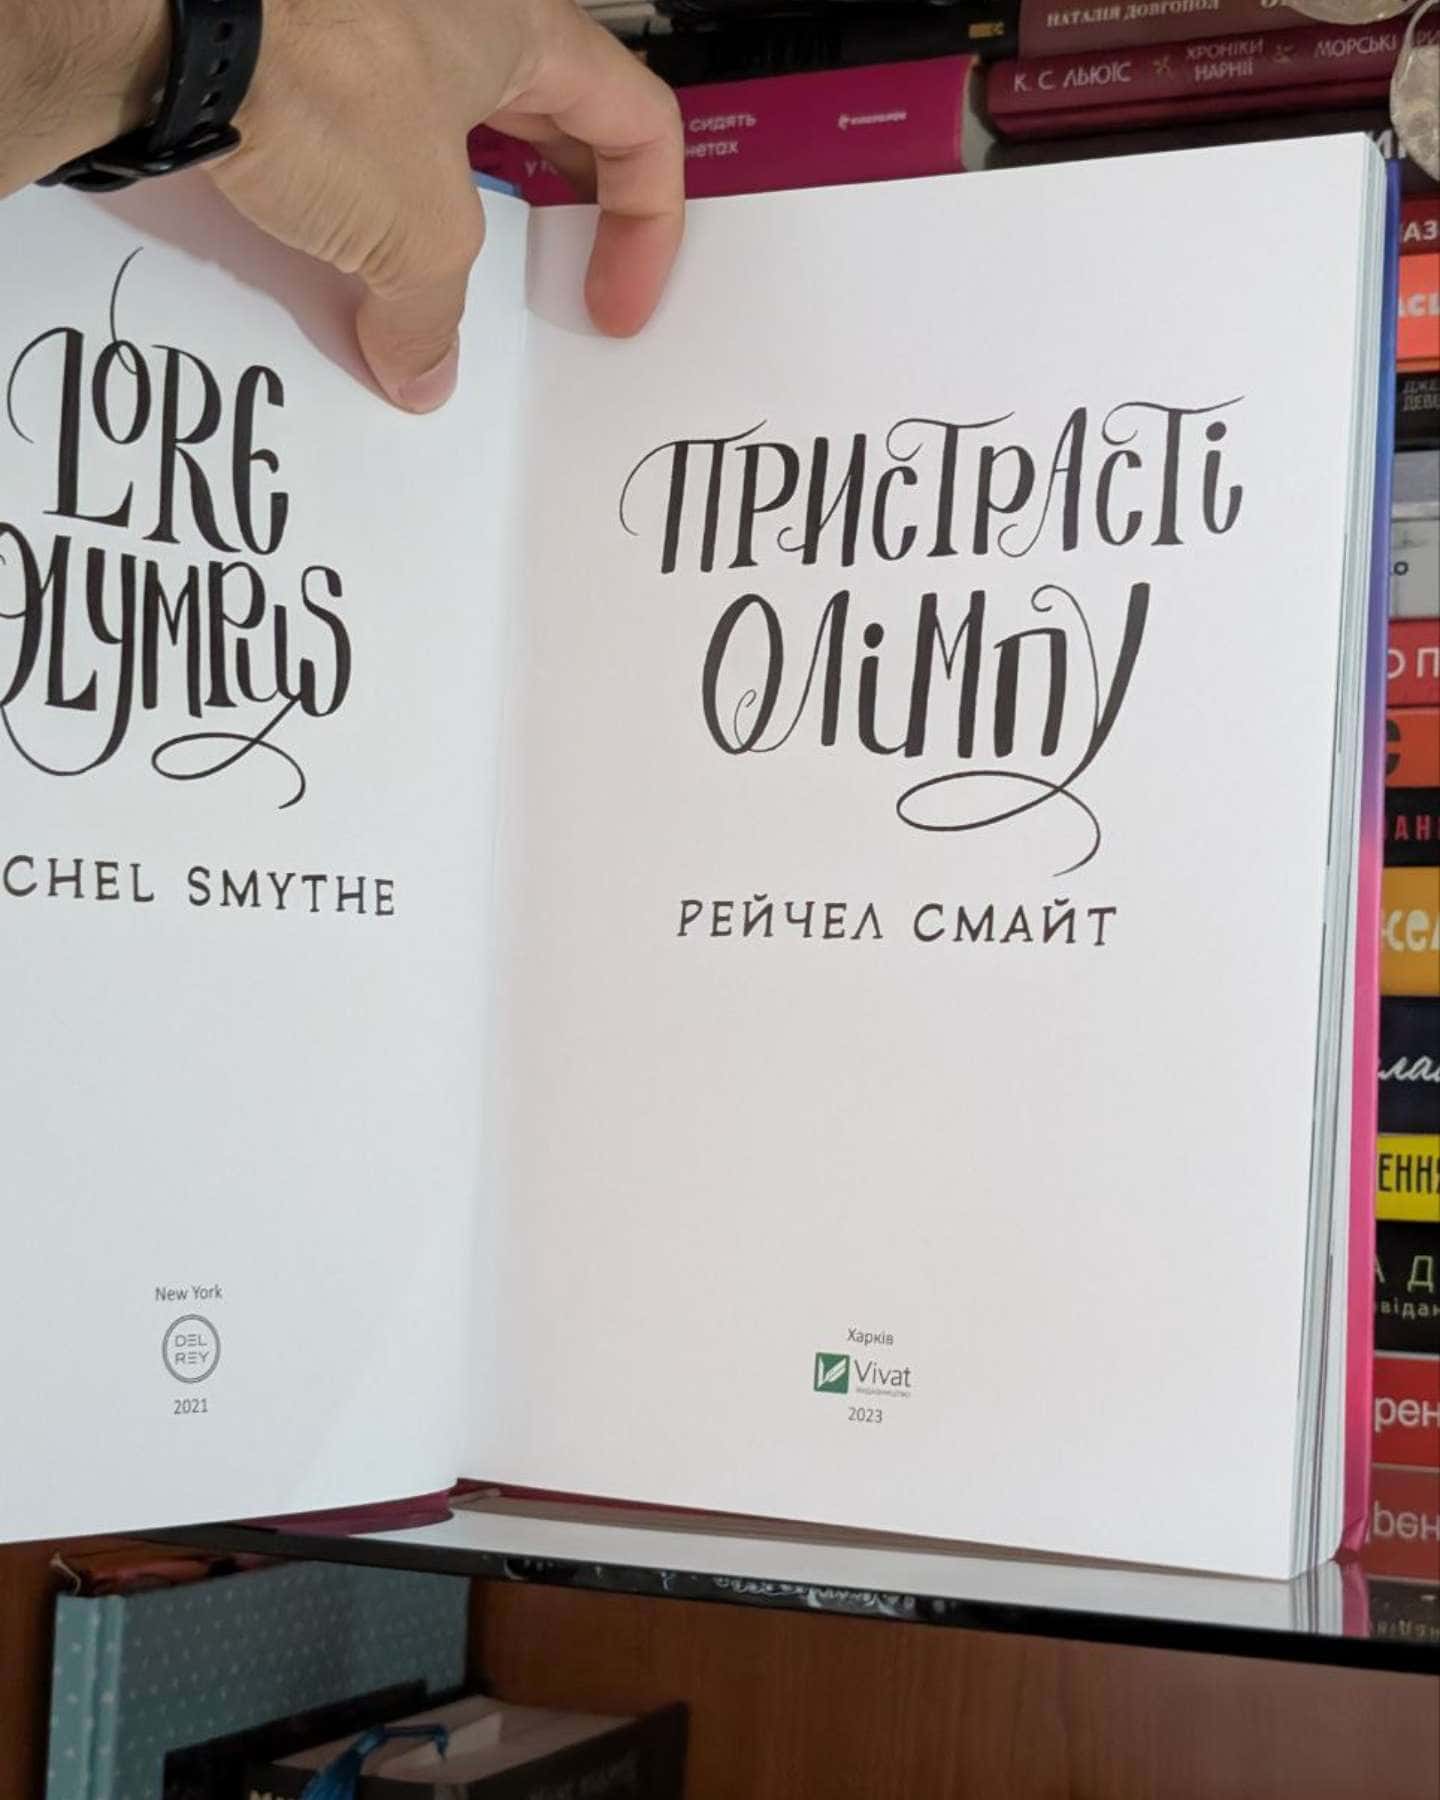 НАТАЛІЯ ДОВГОПОЛ
К. С. ЛЬЮЇС
ХРОНІКИ
НАРНІЇ
МОРСЬКІ
СИДЯТЬ
LORE
OLYMPUS
CHEL SMYTHE
New York
DEL
REY
2021
ПРИСТРАСТІ
ОЛІМПУ
РЕЙЧЕЛ СМАЙТ
Харків
Vivat
ВИДАВНИЦТВО
2023